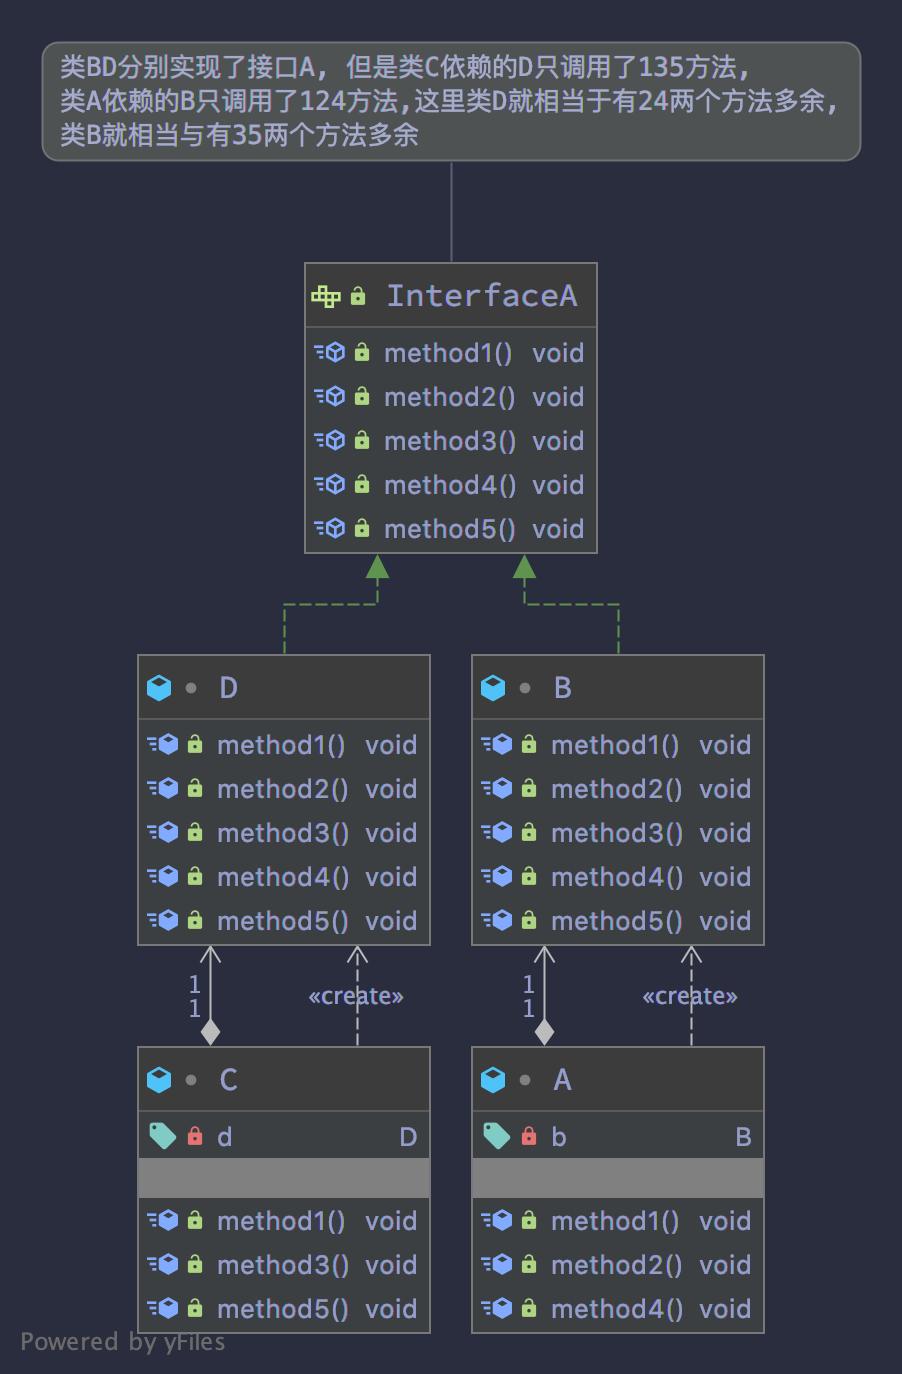 类BD分别实现了接口A, 但是类C依赖的D只调用了135方法,
类A依赖的B只调用了124方法,这里类D就相当于有24两个方法多余,
类B就相当与有35两个方法多余
InterfaceA
method1() void
method2() void
method3() void
method4() void
method5() void
D
method1() void
method2() void
method3() void
method4() void
method5() void
B
method1() void
method2() void
method3() void
method4() void
method5() void
1
1
«create»
1
1
«create»
C
d D
method1() void
method3() void
method5() void
A
b B
method1() void
method2() void
method4() void
Powered by yFiles